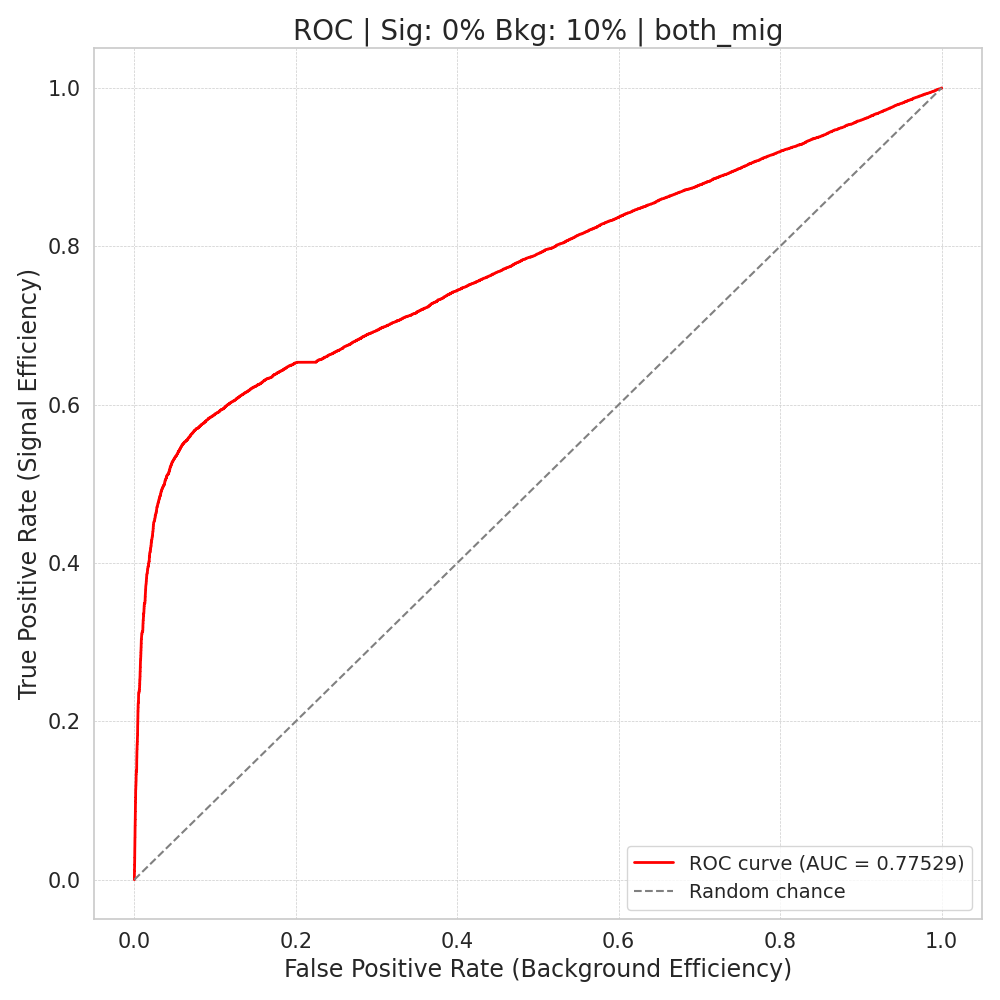 ROC | Sig: 0% Bkg: 10% | both_mig
True Positive Rate (Signal Efficiency)
1.0
0.8
0.6
0.4
0.2
0.0
ROC curve (AUC = 0.77529)
Random chance
0.0 0.2 0.4 0.6 0.8 1.0
False Positive Rate (Background Efficiency)